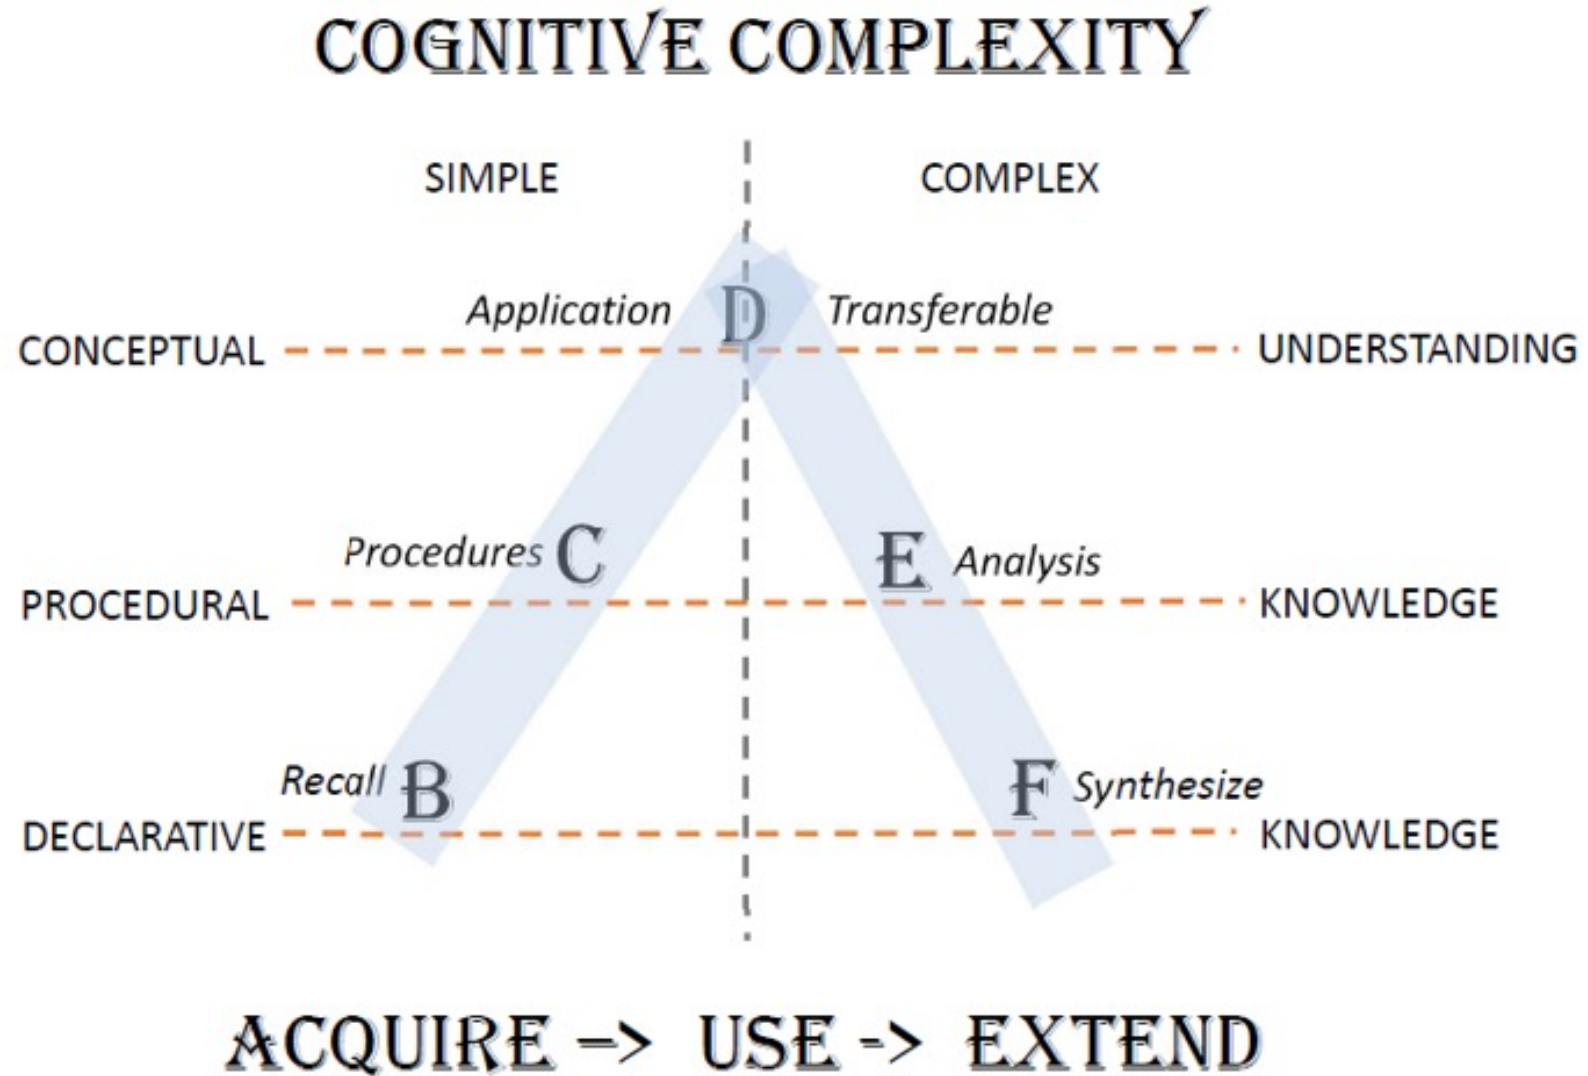 COGNITIVE COMPLEXITY
SIMPLE COMPLEX
Application D Transferable
CONCEPTUAL UNDERSTANDING
Procedures C E Analysis
PROCEDURAL KNOWLEDGE
Recall B F Synthesize
DECLARATIVE KNOWLEDGE
ACQUIRE -> USE -> EXTEND